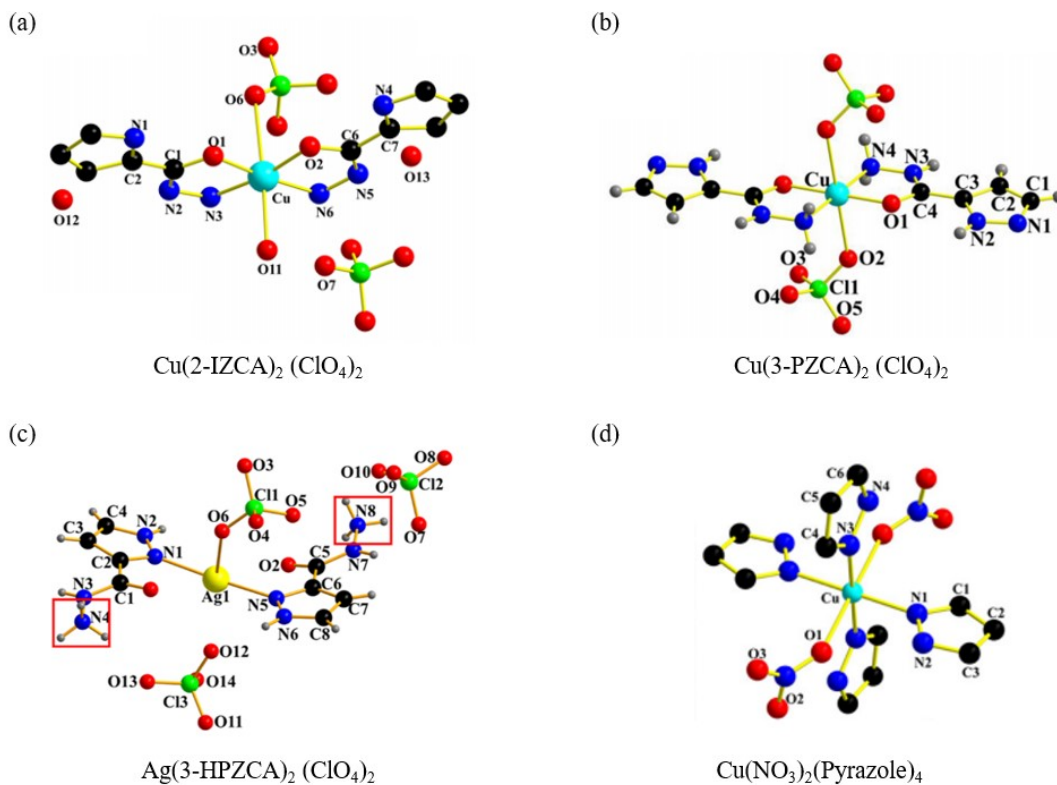 (a)
O3
O6
N4
N1
O1
C6
C7
C1
O2
O13
C2
Cu
N5
O12
N2
N3
N6
O11
O7
Cu(2-IZCA)₂ (ClO₄)₂
(b)
N4
N3
Cu
C3
C1
C2
O1
C4
N1
N2
O3
O2
O4
Cl1
O5
Cu(3-PZCA)₂ (ClO₄)₂
(c)
O8
O3
O10
O9
Cl2
C4
Cl1
O5
N8
N2
O6
O4
O7
C3
N1
C5
N7
C2
O2
C6
N3
C1
Ag1
C7
N4
N5
N6
C8
O12
O13
O14
Cl3
O11
Ag(3-HPZCA)₂ (ClO₄)₂
(d)
C6
N4
C5
C4
N3
Cu
N1
C1
C2
O1
N2
O3
C3
O2
Cu(NO₃)₂(Pyrazole)₄